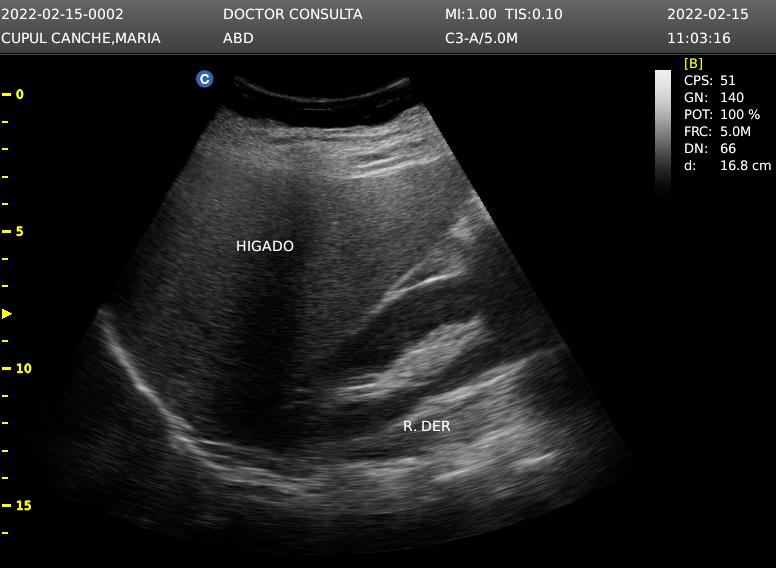 2022-02-15-0002 DOCTOR CONSULTA MI:1.00 TIS:0.10 2022-02-15
CUPUL CANCHE,MARIA ABD C3-A/5.0M 11:03:16
C
[B]
CPS: 51
GN: 140
POT: 100 %
FRC: 5.0M
DN: 66
d: 16.8 cm
0
5
10
15
HIGADO
R. DER